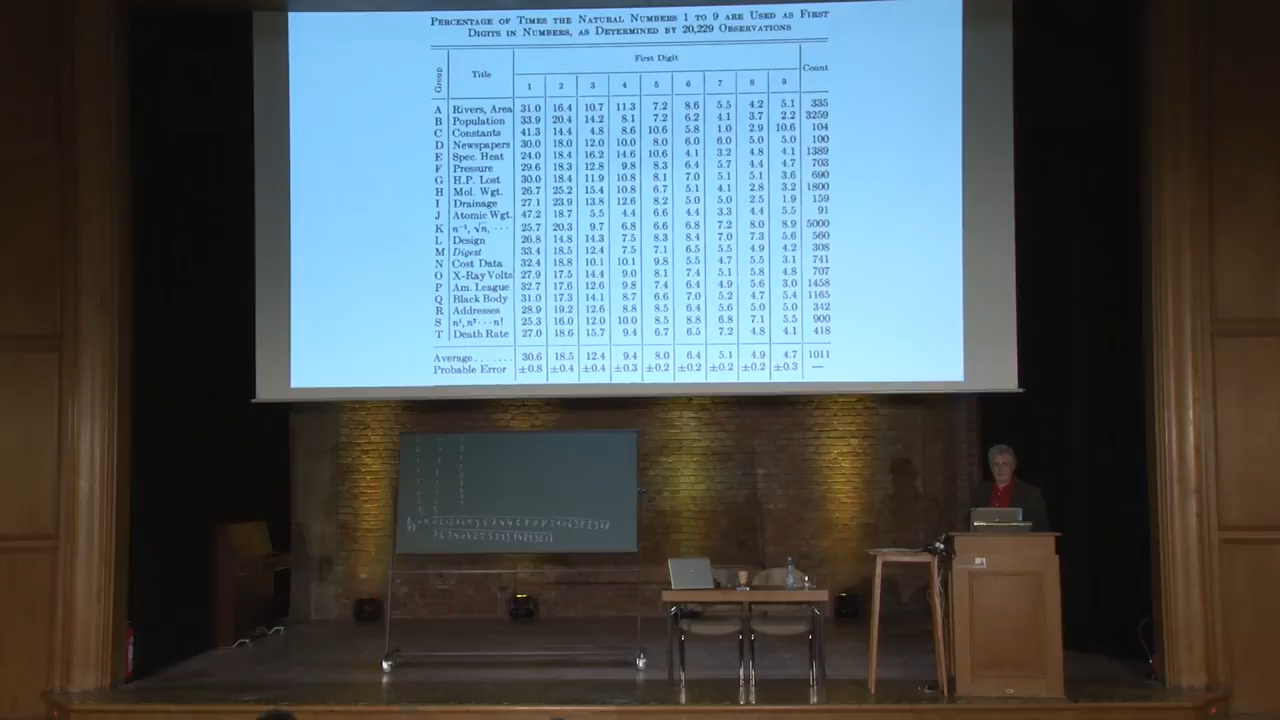 PERCENTAGE OF TIMES THE NATURAL NUMBERS 1 TO 9 ARE USED AS FIRST
DIGITS IN NUMBERS, AS DETERMINED BY 20,229 OBSERVATIONS
Group Title First Digit Count
1 2 3 4 5 6 7 8 9
A Rivers, Area 31.0 16.4 10.7 11.3 7.2 8.6 5.5 4.2 5.1 335
B Population 33.9 20.4 14.2 8.1 7.2 6.2 4.1 3.7 2.2 3259
C Constants 41.3 14.4 4.8 8.6 10.6 5.8 1.0 2.9 10.6 104
D Newspapers 30.0 18.0 12.0 10.0 8.0 6.0 6.0 5.0 5.0 100
E Spec. Heat 24.0 18.4 16.2 14.6 10.6 4.1 3.2 4.8 4.1 1389
F Pressure 29.6 18.3 12.8 9.8 8.3 6.4 5.7 4.4 4.7 703
G H.P. Lost 30.0 18.4 11.9 10.8 8.1 7.0 5.1 5.1 3.6 690
H Mol. Wgt. 26.7 25.2 15.4 10.8 6.7 5.1 4.1 2.8 3.2 1800
I Drainage 27.1 23.9 13.8 12.6 8.2 5.0 5.0 2.5 1.9 159
J Atomic Wgt. 47.2 18.7 5.5 4.4 6.6 4.4 3.3 4.4 5.5 91
K n⁻¹, √n, ··· 25.7 20.3 9.7 6.8 6.6 6.8 7.2 8.0 8.9 5000
L Design 26.8 14.8 14.3 7.5 8.3 8.4 7.0 7.3 5.6 560
M Digest 33.4 18.5 12.4 7.5 7.1 6.5 5.5 4.9 4.2 308
N Cost Data 32.4 18.8 10.1 10.1 9.8 5.5 4.7 5.5 3.1 741
O X-Ray Volts 27.9 17.5 14.4 9.0 8.1 7.4 5.1 5.8 4.8 707
P Am. League 32.7 17.6 12.6 9.8 7.4 6.4 4.9 5.6 3.0 1458
Q Black Body 31.0 17.3 14.1 8.7 6.6 7.0 5.2 4.7 5.4 1165
R Addresses 28.9 19.2 12.6 8.8 8.5 6.4 5.6 5.0 5.0 342
S n¹, n²···n! 25.3 16.0 12.0 10.0 8.5 8.8 6.8 7.1 5.5 900
T Death Rate 27.0 18.6 15.7 9.4 6.7 6.5 7.2 4.8 4.1 418
Average....... 30.6 18.5 12.4 9.4 8.0 6.4 5.1 4.9 4.7 1011
Probable Error ±0.8 ±0.4 ±0.4 ±0.3 ±0.2 ±0.2 ±0.2 ±0.2 ±0.3 —